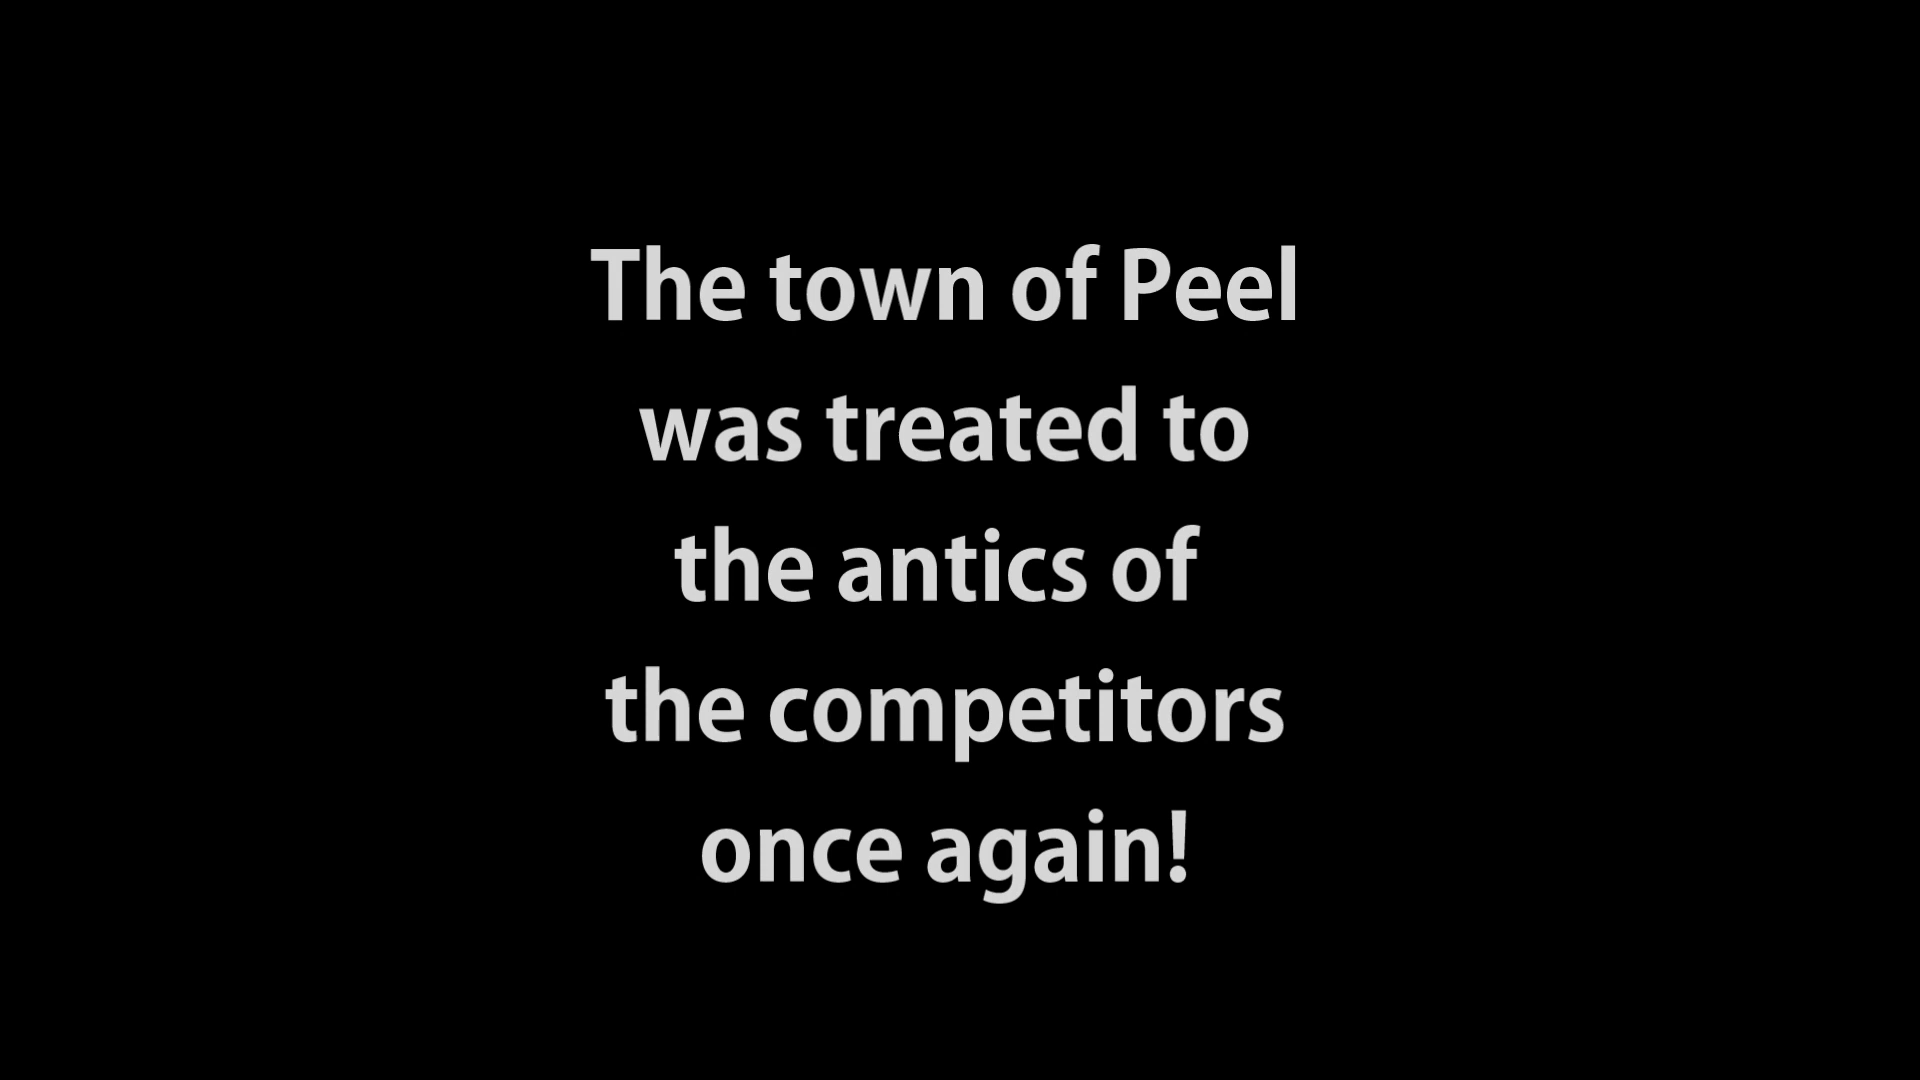 The town of Peel
was treated to
the antics of
the competitors
once again!